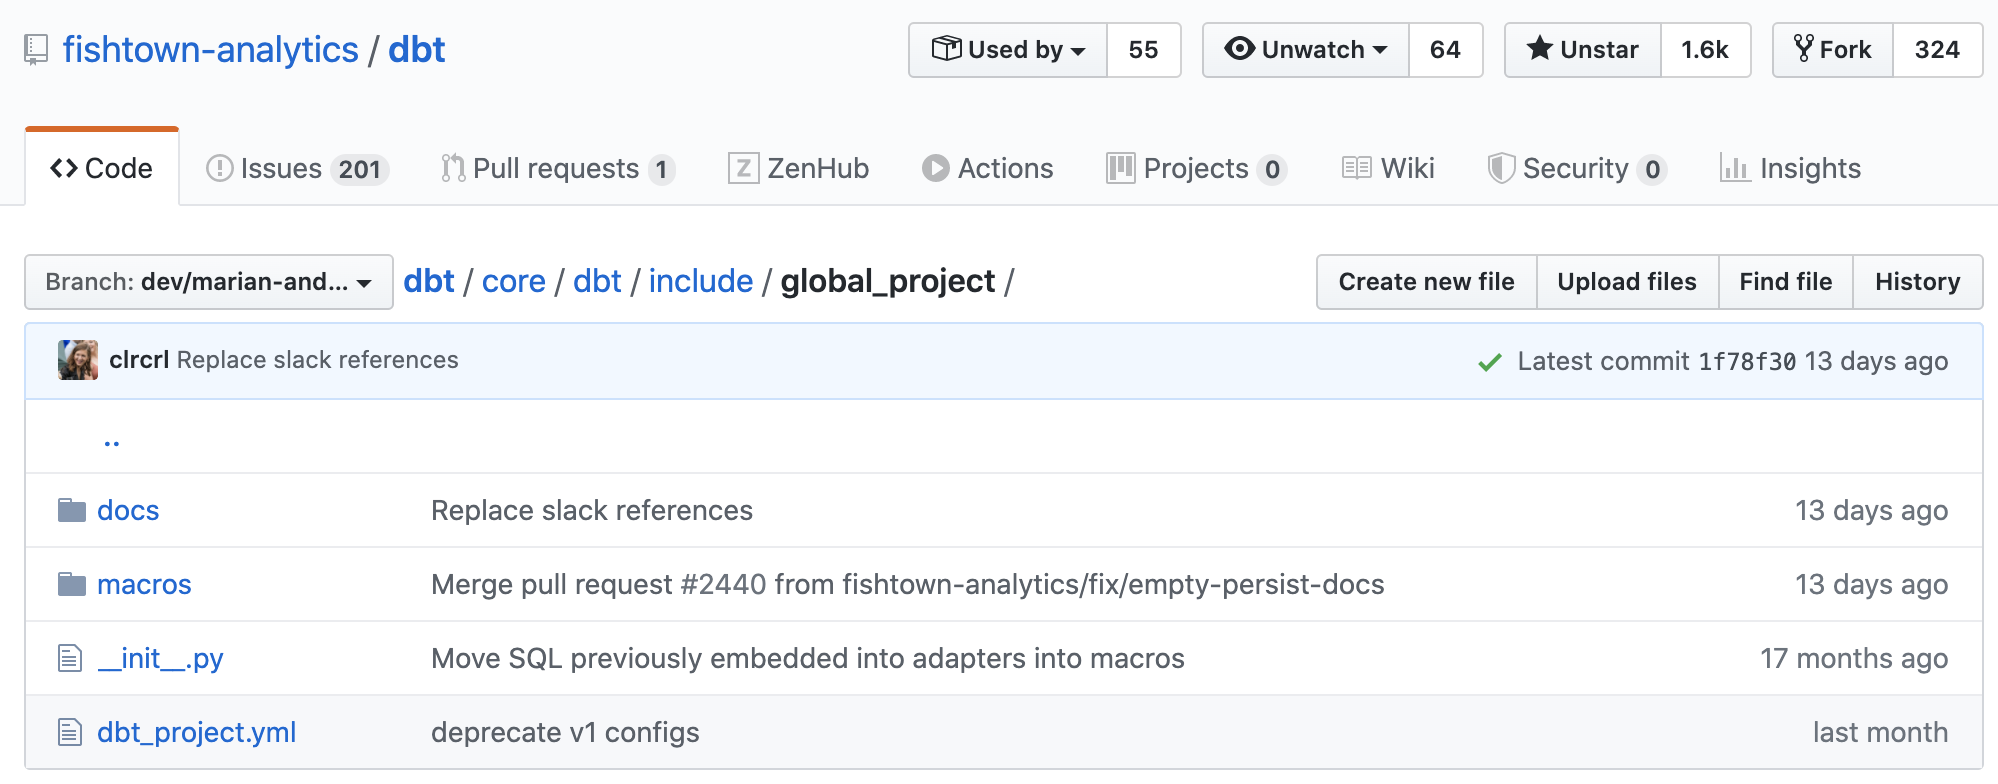 fishtown-analytics / dbt
Used by 55 Unwatch 64 Unstar 1.6k Fork 324
Code Issues 201 Pull requests 1 Z ZenHub Actions Projects 0 Wiki Security 0 Insights
Branch: dev/marian-and... dbt / core / dbt / include / global_project / Create new file Upload files Find file History
clrcrl Replace slack references Latest commit 1f78f30 13 days ago
..
docs Replace slack references 13 days ago
macros Merge pull request #2440 from fishtown-analytics/fix/empty-persist-docs 13 days ago
__init__.py Move SQL previously embedded into adapters into macros 17 months ago
dbt_project.yml deprecate v1 configs last month